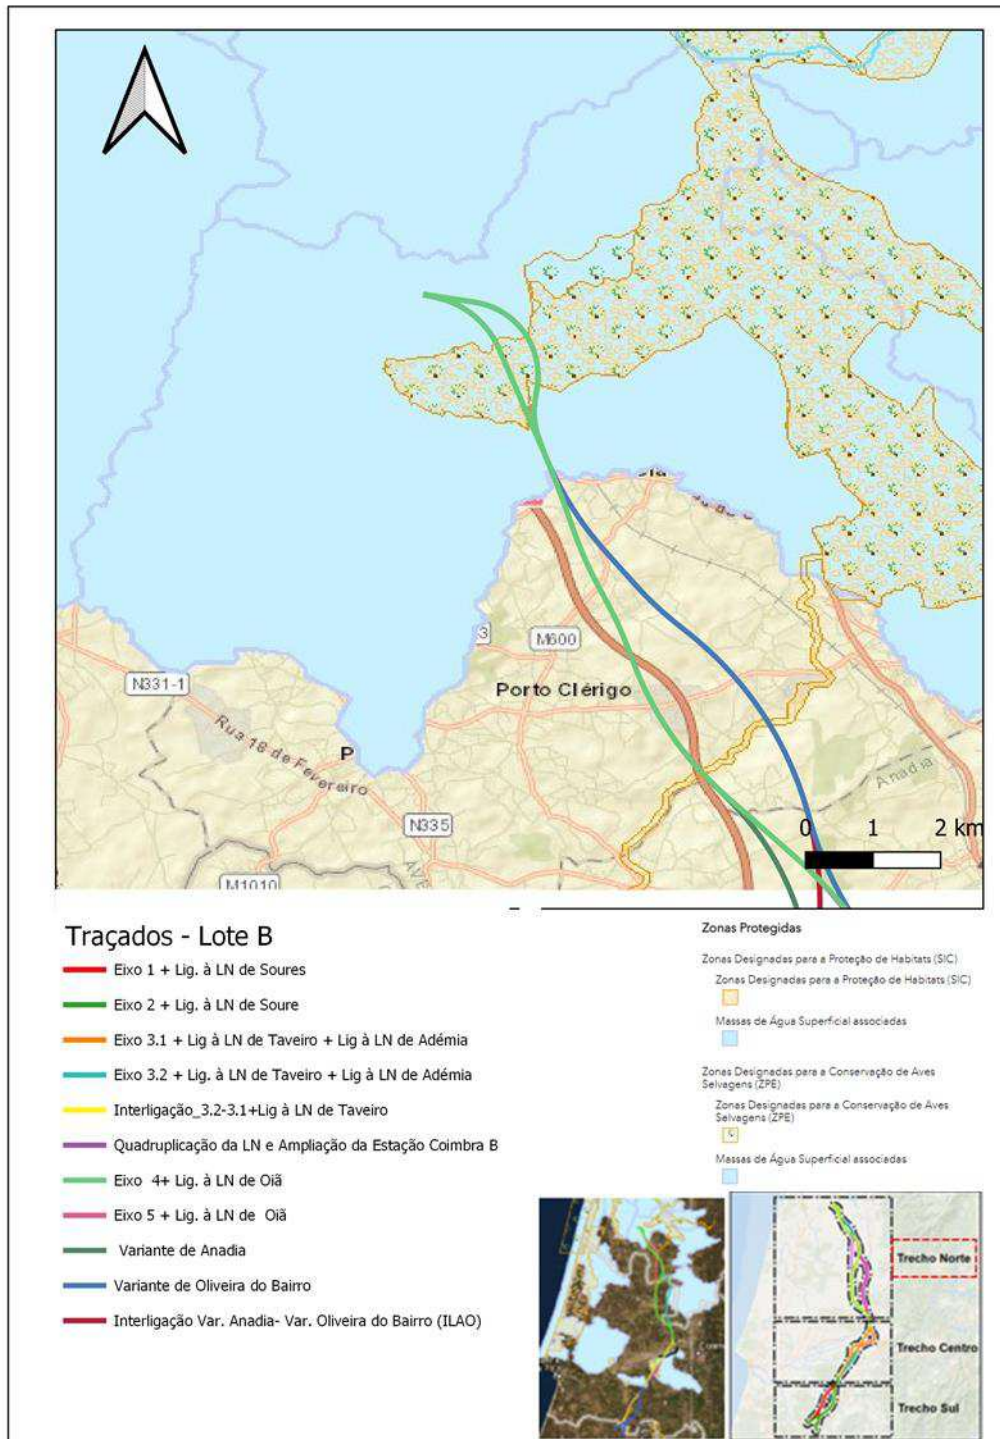 M600
3
N331-1
Porto Clérigo
Rua 18 de Fevereiro
P
Anadia
N335
0 1 2 km
M1010
AVE
Traçados - Lote B
Eixo 1 + Lig. à LN de Soures
Eixo 2 + Lig. à LN de Soure
Eixo 3.1 + Lig à LN de Taveiro + Lig à LN de Adémia
Eixo 3.2 + Lig. à LN de Taveiro + Lig à LN de Adémia
Interligação_3.2-3.1+Lig à LN de Taveiro
Quadruplicação da LN e Ampliação da Estação Coimbra B
Eixo 4+ Lig. à LN de Oiã
Eixo 5 + Lig. à LN de Oiã
Variante de Anadia
Variante de Oliveira do Bairro
Interligação Var. Anadia- Var. Oliveira do Bairro (ILAO)
Zonas Protegidas
Zonas Designadas para a Proteção de Habitats (SIC)
Zonas Designadas para a Proteção de Habitats (SIC)
Massas de Água Superficial associadas
Zonas Designadas para a Conservação de Aves
Selvagens (ZPE)
Zonas Designadas para a Conservação de Aves
Selvagens (ZPE)
Massas de Água Superficial associadas
Trecho Norte
Trecho Centro
Trecho Sul